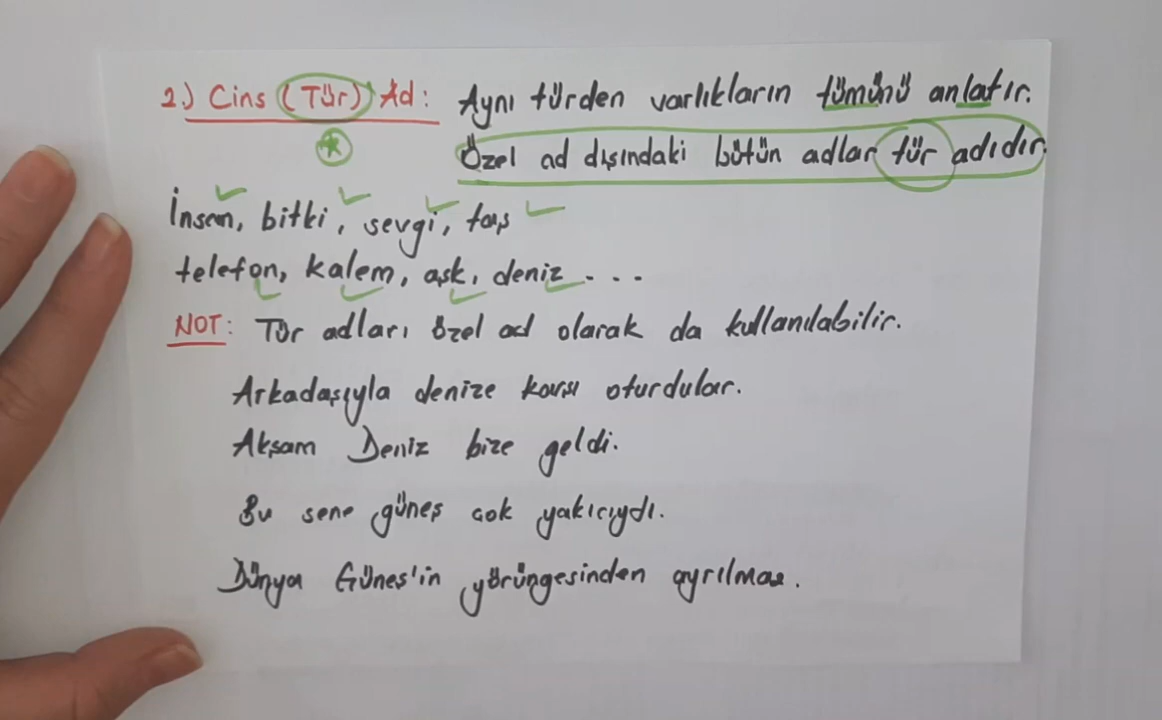 2) Cins (Tür) Ad: Aynı türden varlıkların tümünü anlatır.
Özel ad dışındaki bütün adlar tür adıdır.
İnsan, bitki, sevgi, taş
telefon, kalem, aşk, deniz...
NOT: Tür adları özel ad olarak da kullanılabilir.
Arkadaşıyla denize karşı oturdular.
Akşam Deniz bize geldi.
Bu sene güneş çok yakıcıydı.
Dünya Güneş'in yörüngesinden ayrılmaz.